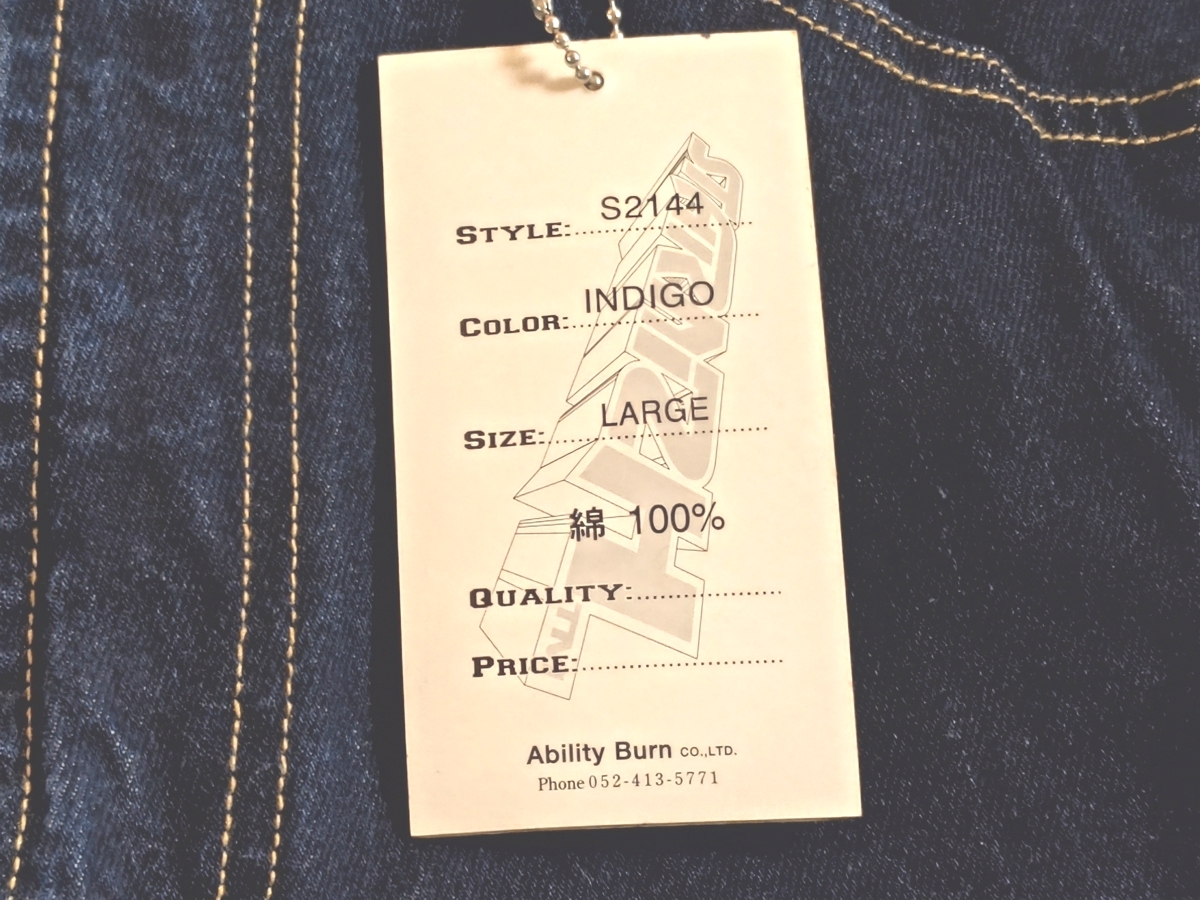 STYLE: S2144
COLOR: INDIGO
SIZE: LARGE
綿 100%
QUALITY:
PRICE:
Ability Burn CO.,LTD.
Phone 052-413-5771